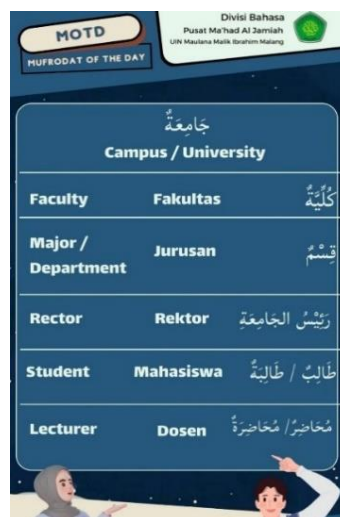 MOTD
MUFRODAT OF THE DAY
Divisi Bahasa
Pusat Ma'had Al Jamiah
UIN Maulana Malik Ibrahim Malang
جَامِعَةٌ
Campus / University
Faculty Fakultas كُلِّيَّةٌ
Major / Department Jurusan قِسْمٌ
Rector Rektor رَئِيْسُ الجَامِعَةِ
Student Mahasiswa طَالِبٌ / طَالِبَةٌ
Lecturer Dosen مُحَاضِرٌ/ مُحَاضِرَةٌ